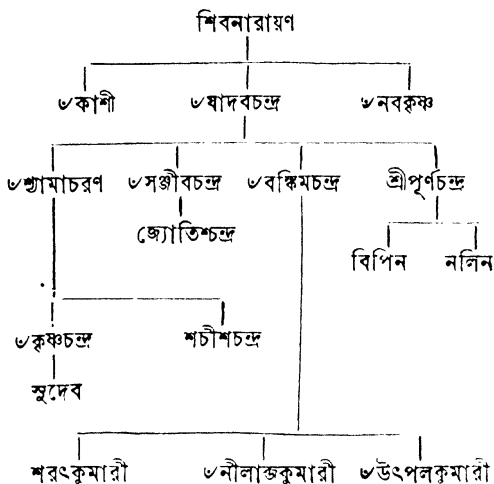 শিবনারায়ণ
৺কাশী ৺যাদবচন্দ্র ৺নবকৃষ্ণ
৺শ্যামাচরণ ৺সঞ্জীবচন্দ্র ৺বঙ্কিমচন্দ্র শ্রীপূর্ণচন্দ্র
জ্যোতিশ্চন্দ্র
বিপিন নলিন
৺কৃষ্ণচন্দ্র শচীশচন্দ্র
সুদেব
শরৎকুমারী ৺নীলাব্জকুমারী ৺উৎপলকুমারী